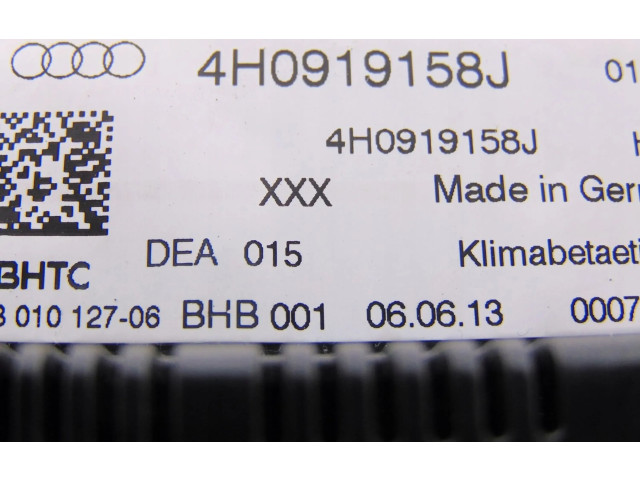 4H0919158J 01
4H0919158J H
XXX Made in Ger
DEA 015 Klimabetaeti
BHTC
010 127-06 BHB 001 06.06.13 0007